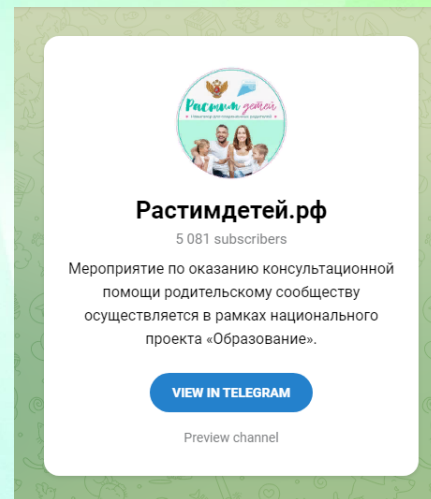 Растим детей
Растимдетей.рф
5 081 subscribers
Мероприятие по оказанию консультационной
помощи родительскому сообществу
осуществляется в рамках национального
проекта «Образование».
VIEW IN TELEGRAM
Preview channel